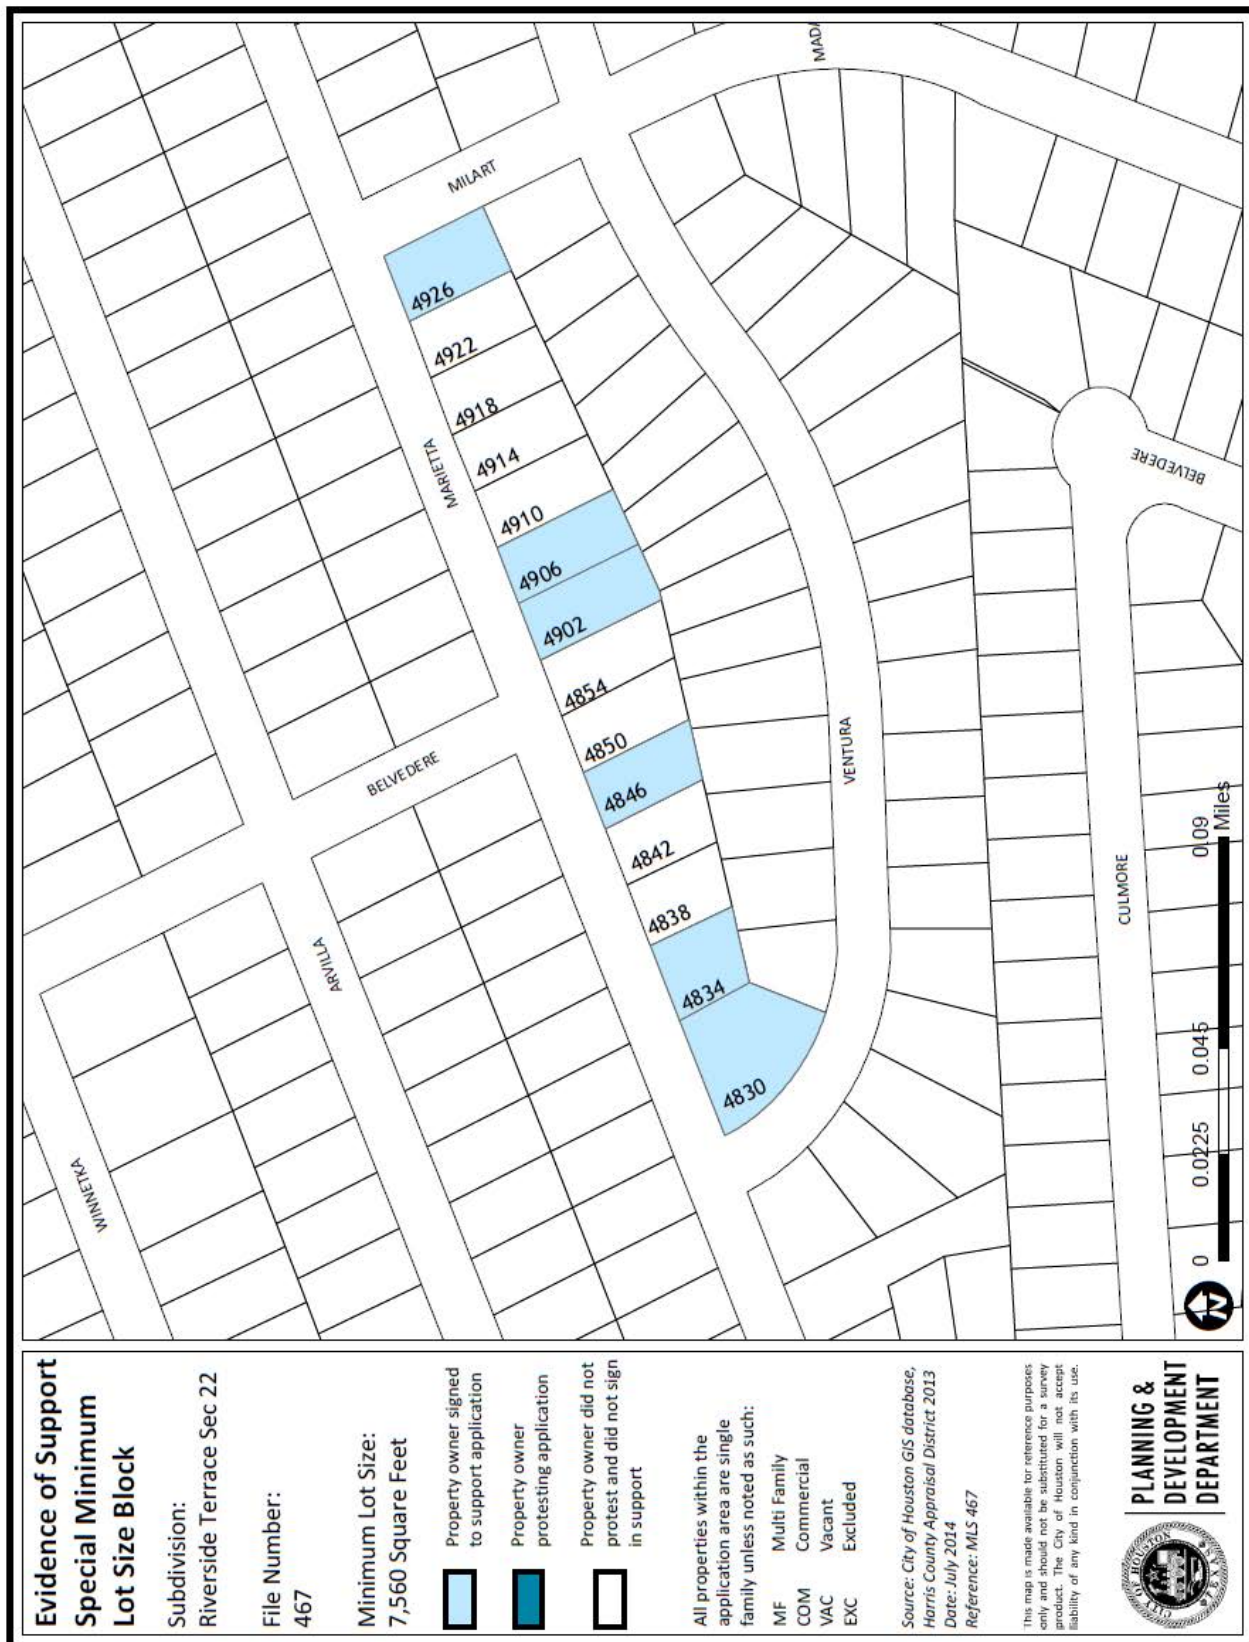 Evidence of Support
Special Minimum
Lot Size Block
Subdivision:
Riverside Terrace Sec 22
File Number:
467
Minimum Lot Size:
7,560 Square Feet
Property owner signed
to support application
Property owner
protesting application
Property owner did not
protest and did not sign
in support
All properties within the
application area are single
family unless noted as such:
MF Multi Family
COM Commercial
VAC Vacant
EXC Excluded
Source: City of Houston GIS database,
Harris County Appraisal District 2013
Date: July 2014
Reference: MLS 467
This map is made available for reference purposes
only and should not be substituted for a survey
product. The City of Houston will not accept
liability of any kind in conjunction with its use.
CITY OF HOUSTON
TEXAS
PLANNING &
DEVELOPMENT
DEPARTMENT
WINNETKA
ARVILLA
BELVEDERE
MARIETTA
MILART
MADA
VENTURA
CULMORE
BELVEDERE
4830
4834
4838
4842
4846
4850
4854
4902
4906
4910
4914
4918
4922
4926
N
0 0.0225 0.045 0.09
Miles